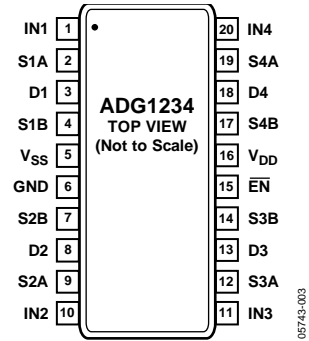 IN1 1 20 IN4
S1A 2 19 S4A
D1 3 18 D4
S1B 4 17 S4B
VSS 5 16 VDD
GND 6 15 EN
S2B 7 14 S3B
D2 8 13 D3
S2A 9 12 S3A
IN2 10 11 IN3
ADG1234
TOP VIEW
(Not to Scale)
05743-003